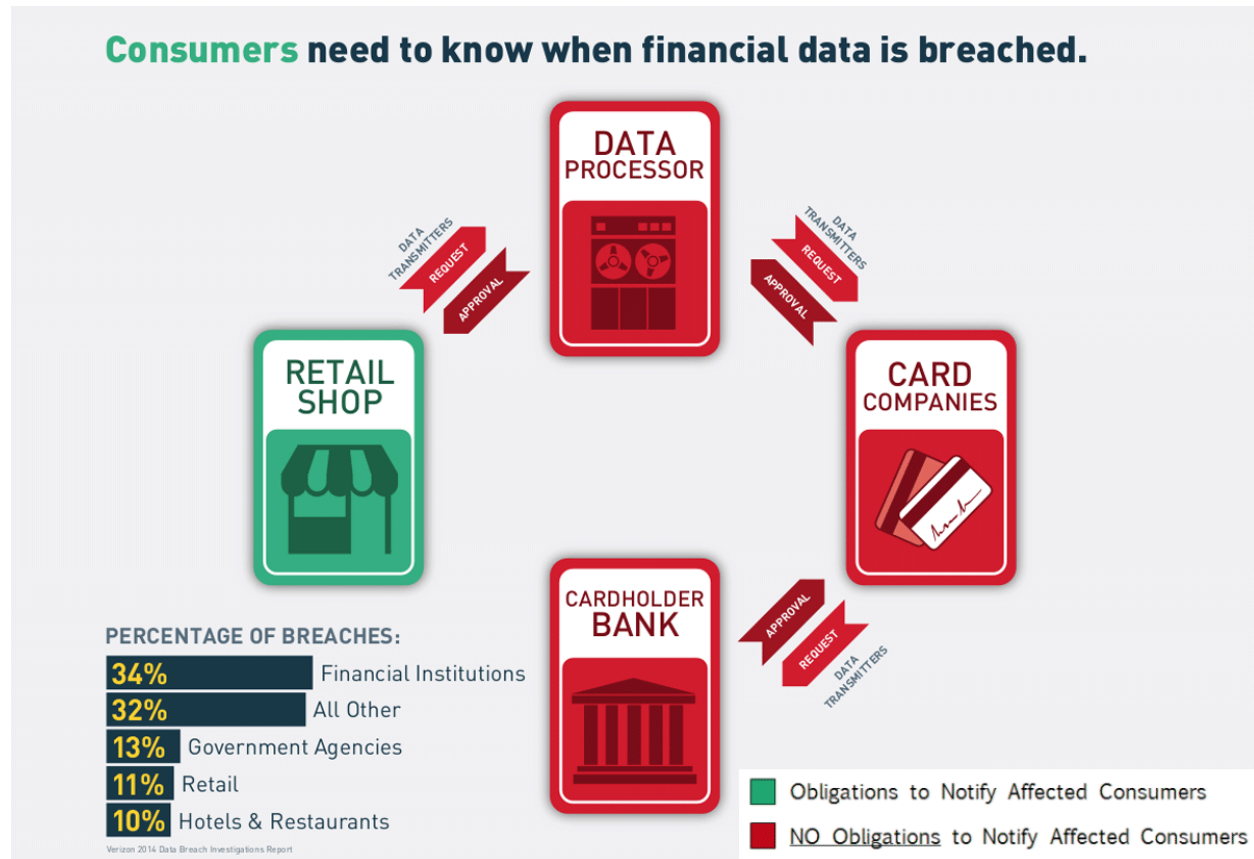 Consumers need to know when financial data is breached.
DATA
PROCESSOR
DATA
TRANSMITTERS
REQUEST
APPROVAL
DATA
TRANSMITTERS
REQUEST
APPROVAL
RETAIL
SHOP
CARD
COMPANIES
CARDHOLDER
BANK
APPROVAL
REQUEST
DATA
TRANSMITTERS
PERCENTAGE OF BREACHES:
34% Financial Institutions
32% All Other
13% Government Agencies
11% Retail
10% Hotels & Restaurants
Verizon 2014 Data Breach Investigations Report
Obligations to Notify Affected Consumers
NO Obligations to Notify Affected Consumers